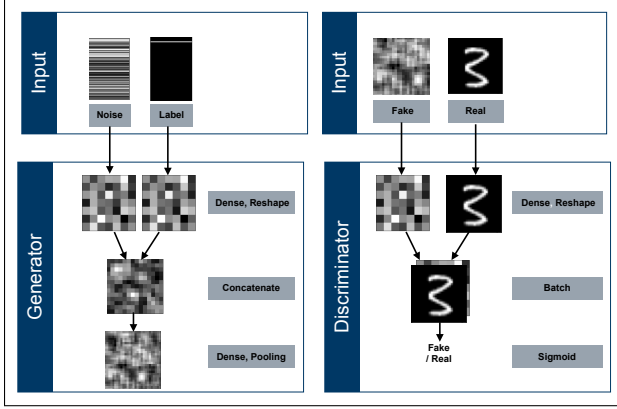 Input
Noise
Label
Generator
Dense, Reshape
Concatenate
Dense, Pooling
Input
Fake
Real
Discriminator
Dense, Reshape
Batch
Fake
/ Real
Sigmoid